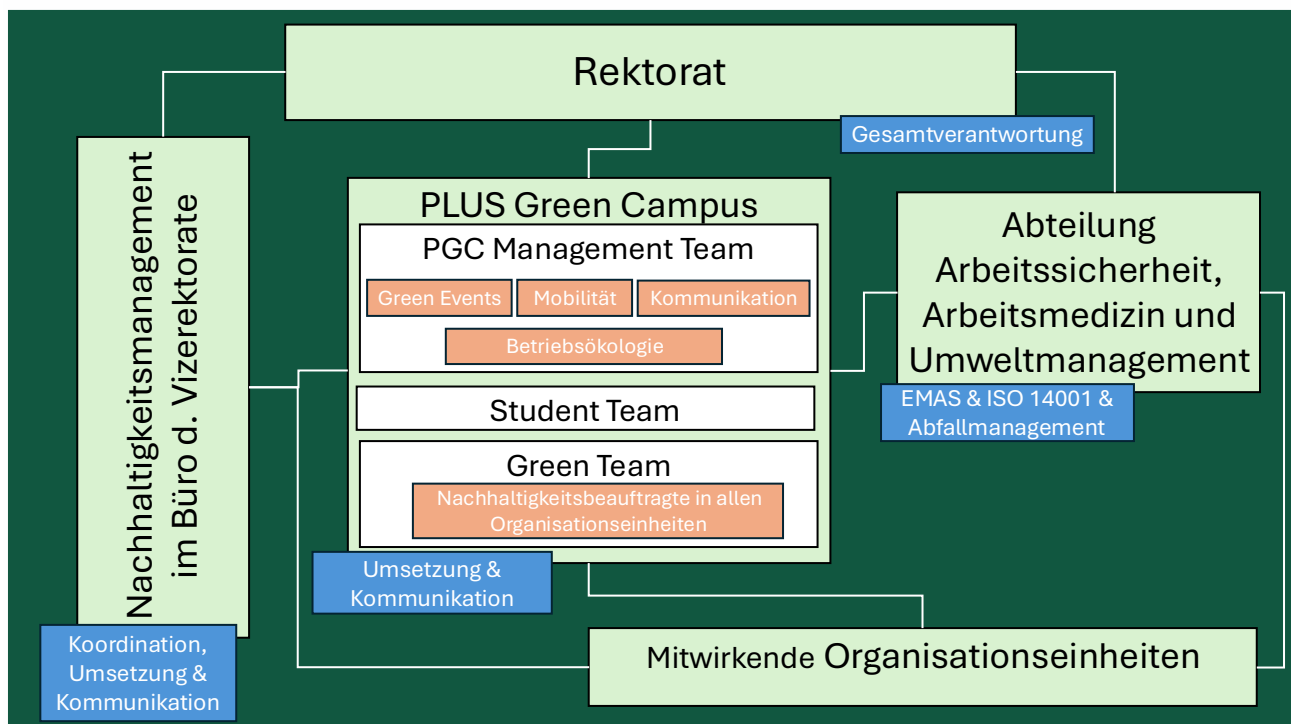 Rektorat
Gesamtverantwortung
Nachhaltigkeitsmanagement
im Büro d. Vizerektorate
Koordination,
Umsetzung &
Kommunikation
PLUS Green Campus
PGC Management Team
Green Events
Mobilität
Kommunikation
Betriebsökologie
Student Team
Green Team
Nachhaltigkeitsbeauftragte in allen
Organisationseinheiten
Umsetzung &
Kommunikation
Abteilung
Arbeitssicherheit,
Arbeitsmedizin und
Umweltmanagement
EMAS & ISO 14001 &
Abfallmanagement
Mitwirkende Organisationseinheiten